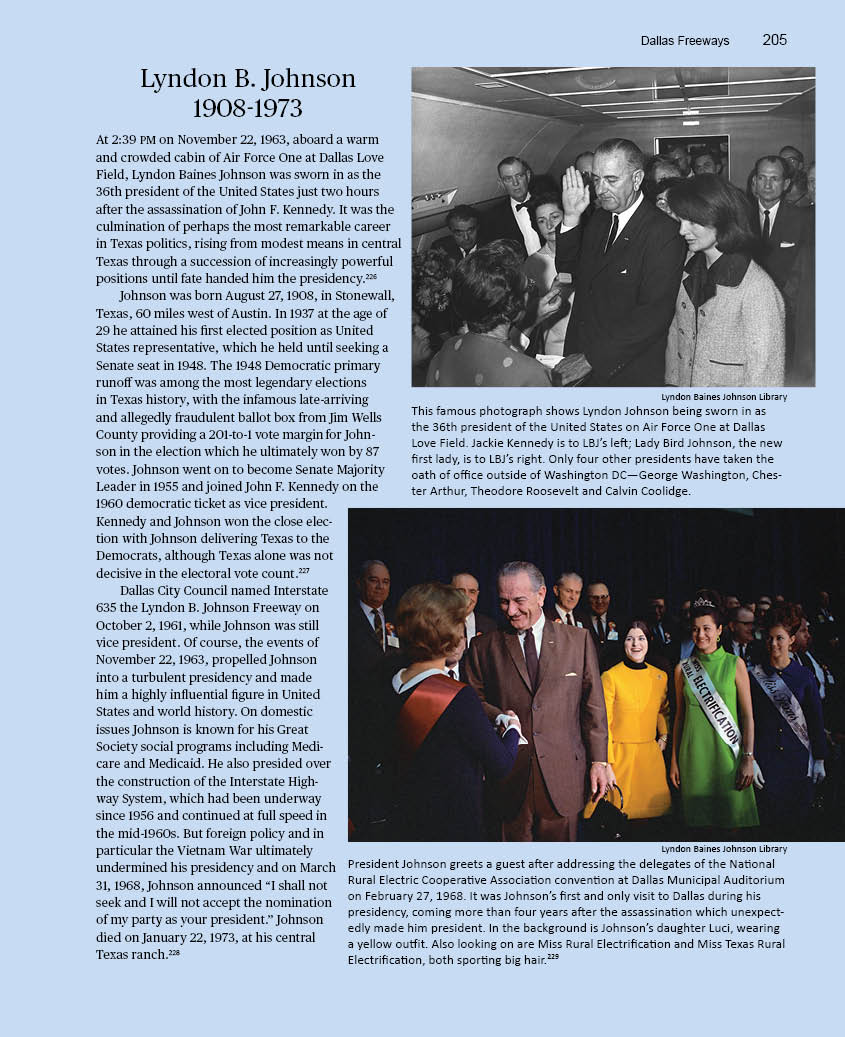 Dallas Freeways 205
Lyndon B. Johnson
1908-1973
At 2:39 PM on November 22, 1963, aboard a warm
and crowded cabin of Air Force One at Dallas Love
Field, Lyndon Baines Johnson was sworn in as the
36th president of the United States just two hours
after the assassination of John F. Kennedy. It was the
culmination of perhaps the most remarkable career
in Texas politics, rising from modest means in central
Texas through a succession of increasingly powerful
positions until fate handed him the presidency.²²⁶
Johnson was born August 27, 1908, in Stonewall,
Texas, 60 miles west of Austin. In 1937 at the age of
29 he attained his first elected position as United
States representative, which he held until seeking a
Senate seat in 1948. The 1948 Democratic primary
runoff was among the most legendary elections
in Texas history, with the infamous late-arriving
and allegedly fraudulent ballot box from Jim Wells
County providing a 201-to-1 vote margin for John-
son in the election which he ultimately won by 87
votes. Johnson went on to become Senate Majority
Leader in 1955 and joined John F. Kennedy on the
1960 democratic ticket as vice president.
Kennedy and Johnson won the close elec-
tion with Johnson delivering Texas to the
Democrats, although Texas alone was not
decisive in the electoral vote count.²²⁷
Dallas City Council named Interstate
635 the Lyndon B. Johnson Freeway on
October 2, 1961, while Johnson was still
vice president. Of course, the events of
November 22, 1963, propelled Johnson
into a turbulent presidency and made
him a highly influential figure in United
States and world history. On domestic
issues Johnson is known for his Great
Society social programs including Medi-
care and Medicaid. He also presided over
the construction of the Interstate High-
way System, which had been underway
since 1956 and continued at full speed in
the mid-1960s. But foreign policy and in
particular the Vietnam War ultimately
undermined his presidency and on March
31, 1968, Johnson announced “I shall not
seek and I will not accept the nomination
of my party as your president.” Johnson
died on January 22, 1973, at his central
Texas ranch.²²⁸
Lyndon Baines Johnson Library
This famous photograph shows Lyndon Johnson being sworn in as
the 36th president of the United States on Air Force One at Dallas
Love Field. Jackie Kennedy is to LBJ’s left; Lady Bird Johnson, the new
first lady, is to LBJ’s right. Only four other presidents have taken the
oath of office outside of Washington DC—George Washington, Ches-
ter Arthur, Theodore Roosevelt and Calvin Coolidge.
MISS
RURAL ELECTRIFICATION
Miss Texas
Lyndon Baines Johnson Library
President Johnson greets a guest after addressing the delegates of the National
Rural Electric Cooperative Association convention at Dallas Municipal Auditorium
on February 27, 1968. It was Johnson’s first and only visit to Dallas during his
presidency, coming more than four years after the assassination which unexpect-
edly made him president. In the background is Johnson’s daughter Luci, wearing
a yellow outfit. Also looking on are Miss Rural Electrification and Miss Texas Rural
Electrification, both sporting big hair.²²⁹